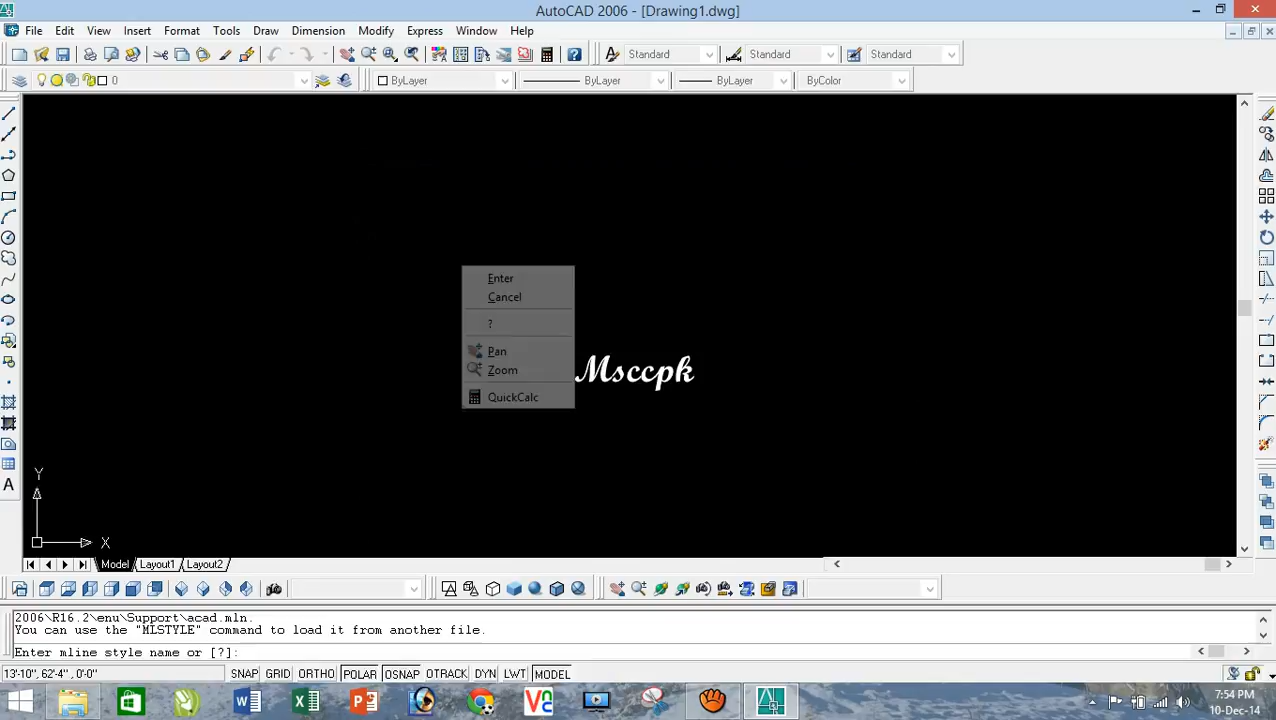 AutoCAD 2006 - [Drawing1.dwg]
File Edit View Insert Format Tools Draw Dimension Modify Express Window Help
Standard Standard Standard
0 ByLayer ByLayer ByLayer ByColor
Enter
Cancel
?
Pan
Zoom
QuickCalc
Msccpk
Y
X
A
Model Layout1 Layout2
2006\R16.2\enu\Support\acad.mln.
You can use the "MLSTYLE" command to load it from another file.
Enter mline style name or [?]:
13'-10", 62'-4", 0'-0" SNAP GRID ORTHO POLAR OSNAP OTRACK DYN LWT MODEL
7:54 PM
10-Dec-14